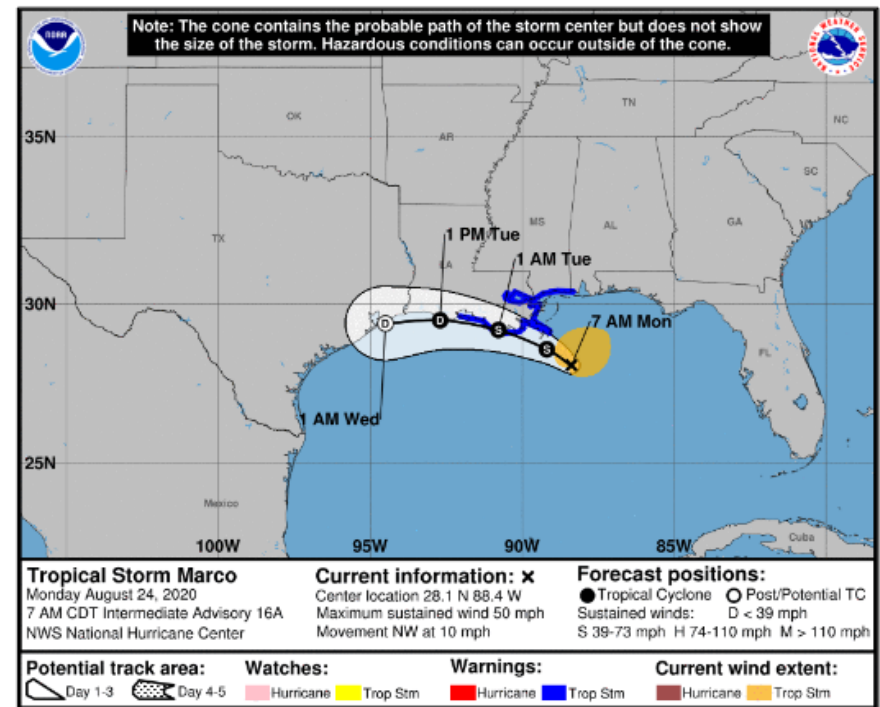 Note: The cone contains the probable path of the storm center but does not show
the size of the storm. Hazardous conditions can occur outside of the cone.
NOAA
TN
OK
NC
35N
AR
SC
MS
AL
GA
1 PM Tue
TX
1 AM Tue
LA
30N
7 AM Mon
D
D
S
S
FL
1 AM Wed
25N
Mexico
Cuba
100W
95W
90W
85W
Tropical Storm Marco
Monday August 24, 2020
7 AM CDT Intermediate Advisory 16A
NWS National Hurricane Center
Current information: x
Center location 28.1 N 88.4 W
Maximum sustained wind 50 mph
Movement NW at 10 mph
Forecast positions:
Tropical Cyclone Post/Potential TC
Sustained winds: D < 39 mph
S 39-73 mph H 74-110 mph M > 110 mph
Potential track area:
Day 1-3 Day 4-5
Watches:
Hurricane Trop Stm
Warnings:
Hurricane Trop Stm
Current wind extent:
Hurricane Trop Stm